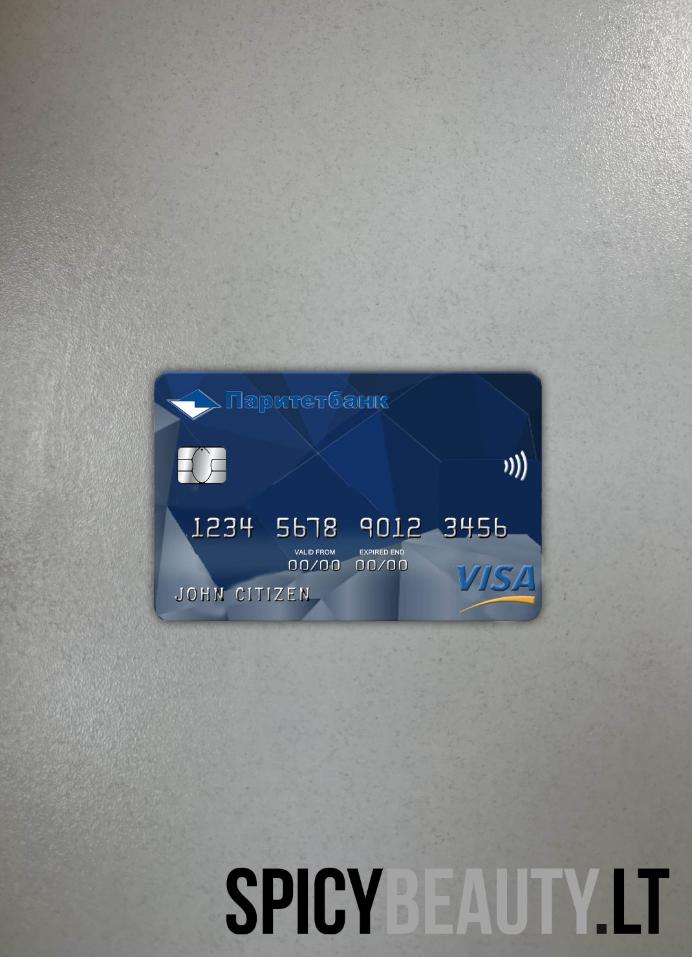 Паритетбанк
1234 5678 9012 3456
VALID FROM EXPIRED END
00/00 00/00
JOHN CITIZEN
VISA
SPICYBEAUTY.LT